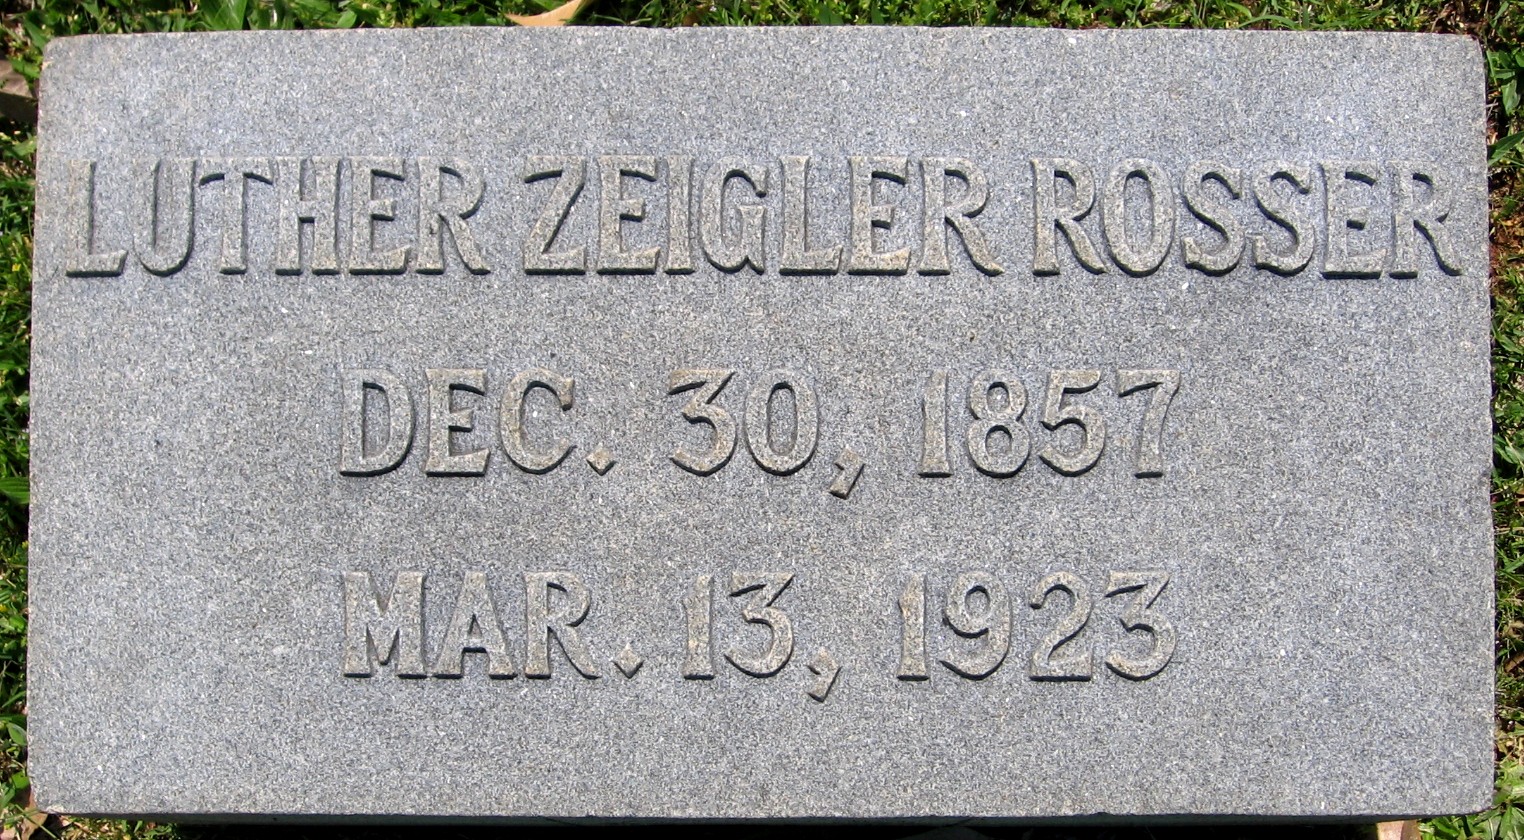 LUTHER ZEIGLER ROSSER
DEC. 30, 1857
MAR. 13, 1923